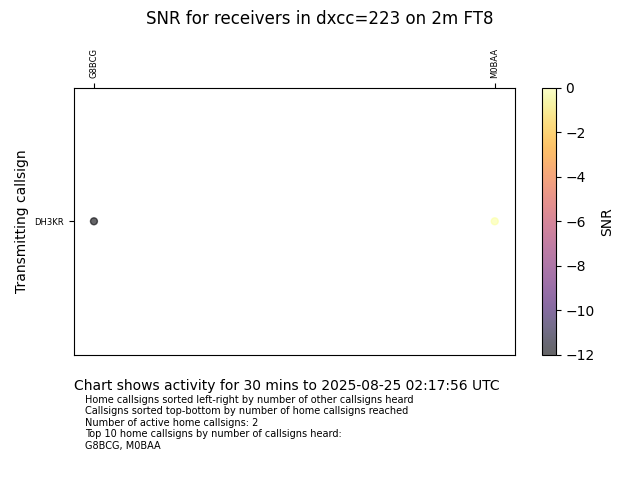 SNR for receivers in dxcc=223 on 2m FT8
G8BCG
M0BAA
Transmitting callsign
DH3KR
0
−2
−4
−6
−8
−10
−12
SNR
Chart shows activity for 30 mins to 2025-08-25 02:17:56 UTC
Home callsigns sorted left-right by number of other callsigns heard
Callsigns sorted top-bottom by number of home callsigns reached
Number of active home callsigns: 2
Top 10 home callsigns by number of callsigns heard:
G8BCG, M0BAA